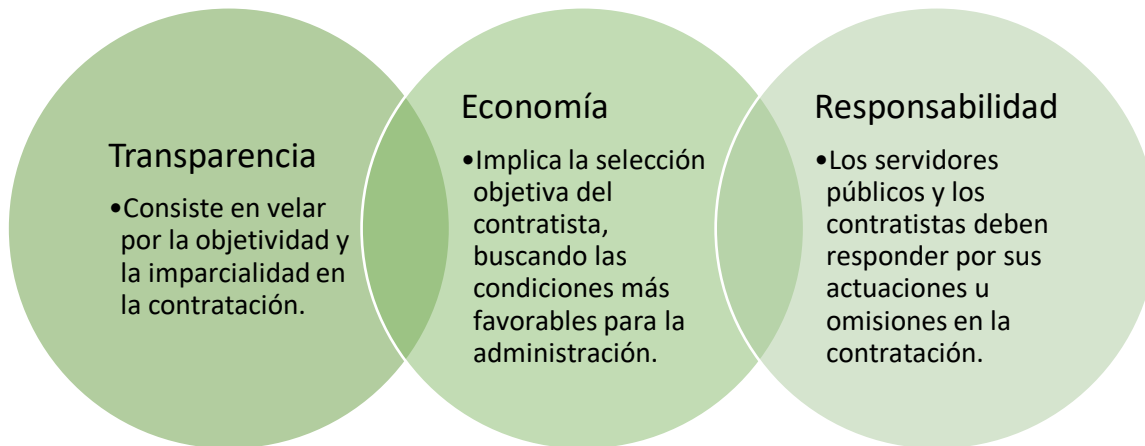 Transparencia
•Consiste en velar
por la objetividad y
la imparcialidad en
la contratación.
Economía
•Implica la selección
objetiva del
contratista,
buscando las
condiciones más
favorables para la
administración.
Responsabilidad
•Los servidores
públicos y los
contratistas deben
responder por sus
actuaciones u
omisiones en la
contratación.